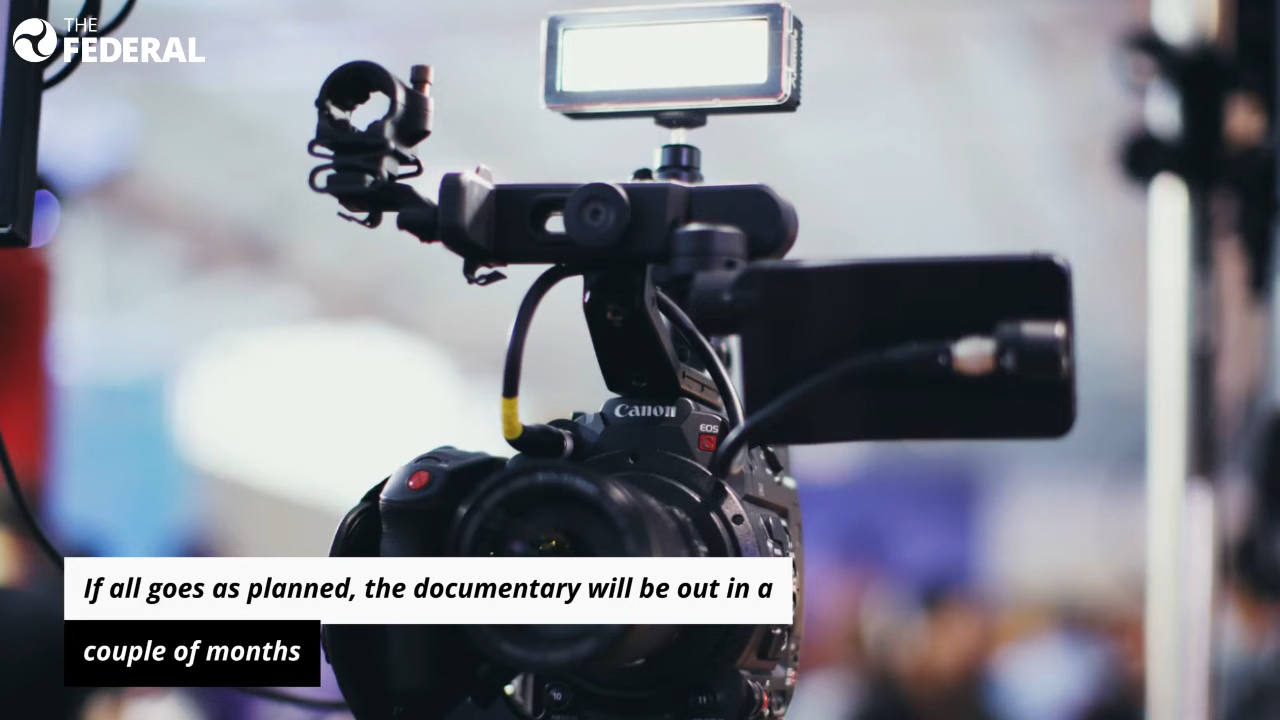 THE
FEDERAL
Canon
EOS
If all goes as planned, the documentary will be out in a
couple of months